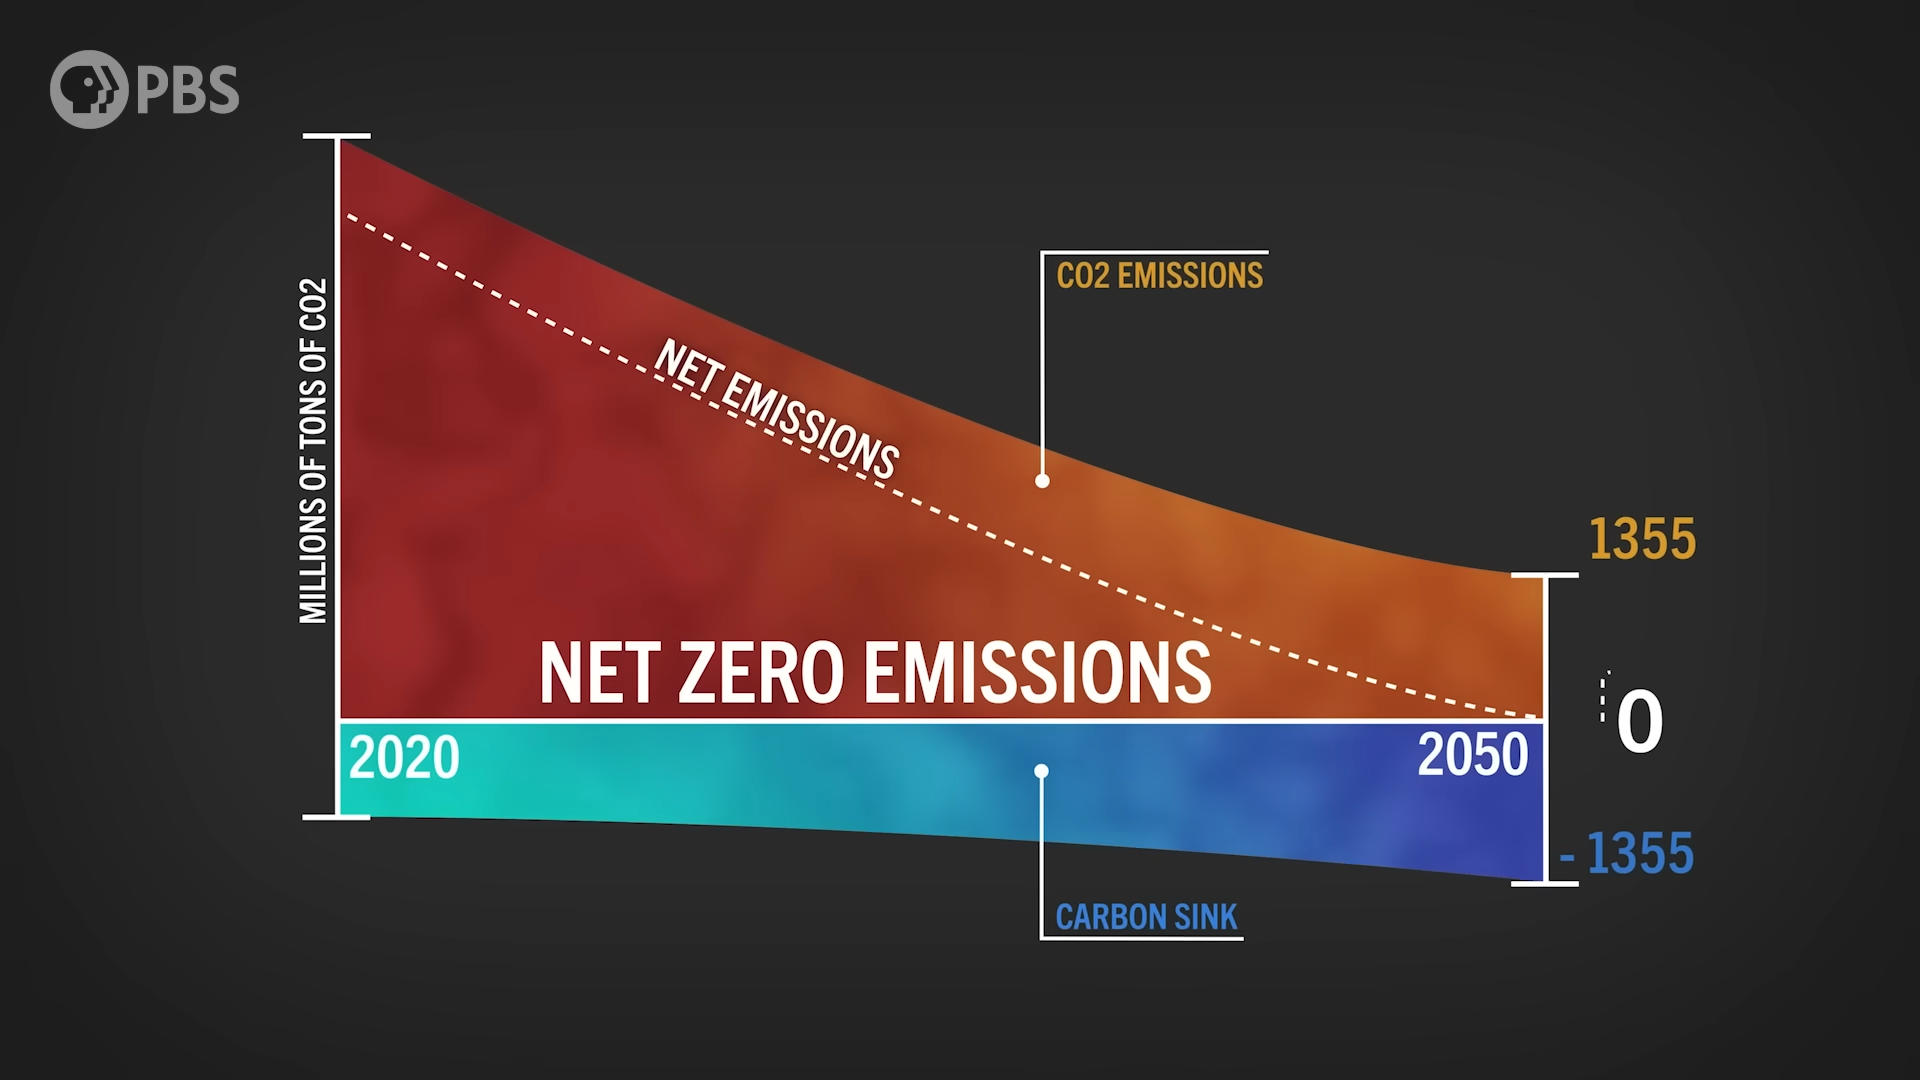 PBS
MILLIONS OF TONS OF CO2
CO2 EMISSIONS
NET EMISSIONS
1355
NET ZERO EMISSIONS
0
2020
2050
- 1355
CARBON SINK